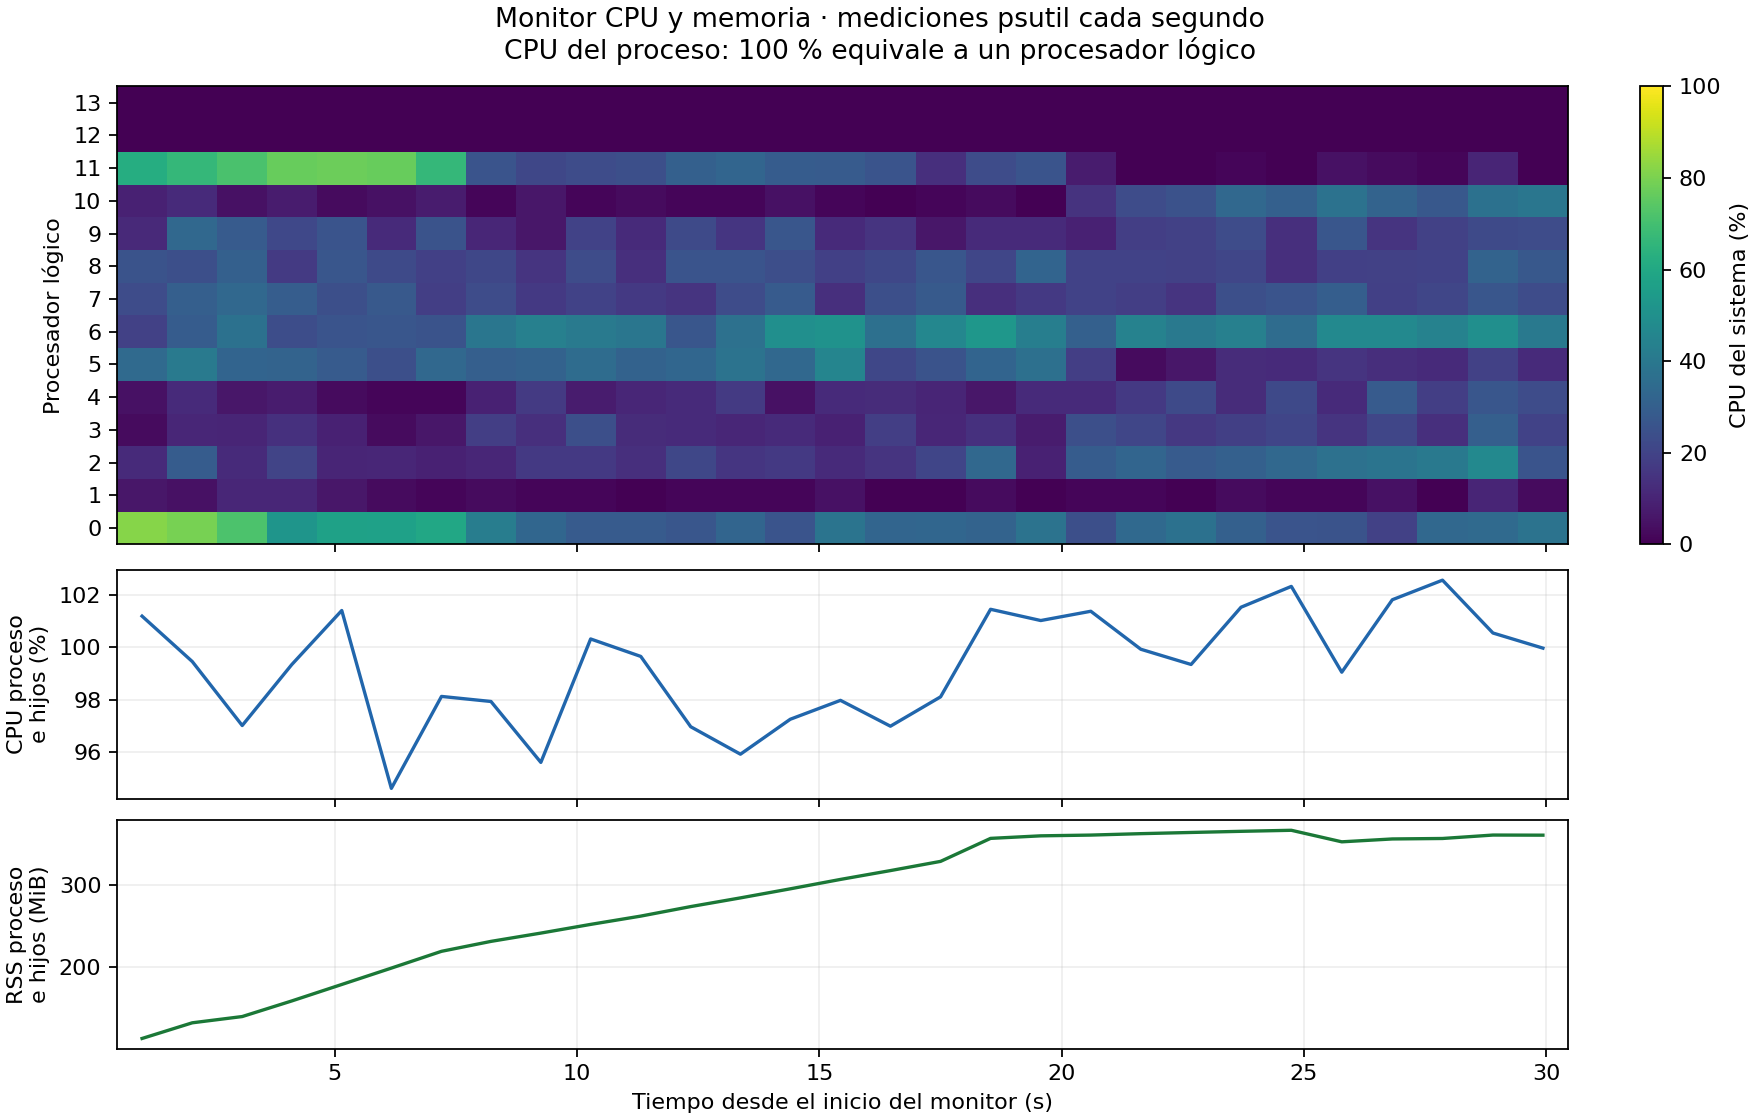 Monitor CPU y memoria · mediciones psutil cada segundo
CPU del proceso: 100 % equivale a un procesador lógico
Procesador lógico
13
12
11
10
9
8
7
6
5
4
3
2
1
0
100
80
60
40
20
0
CPU del sistema (%)
CPU proceso
e hijos (%)
102
100
98
96
RSS proceso
e hijos (MiB)
300
200
5 10 15 20 25 30
Tiempo desde el inicio del monitor (s)